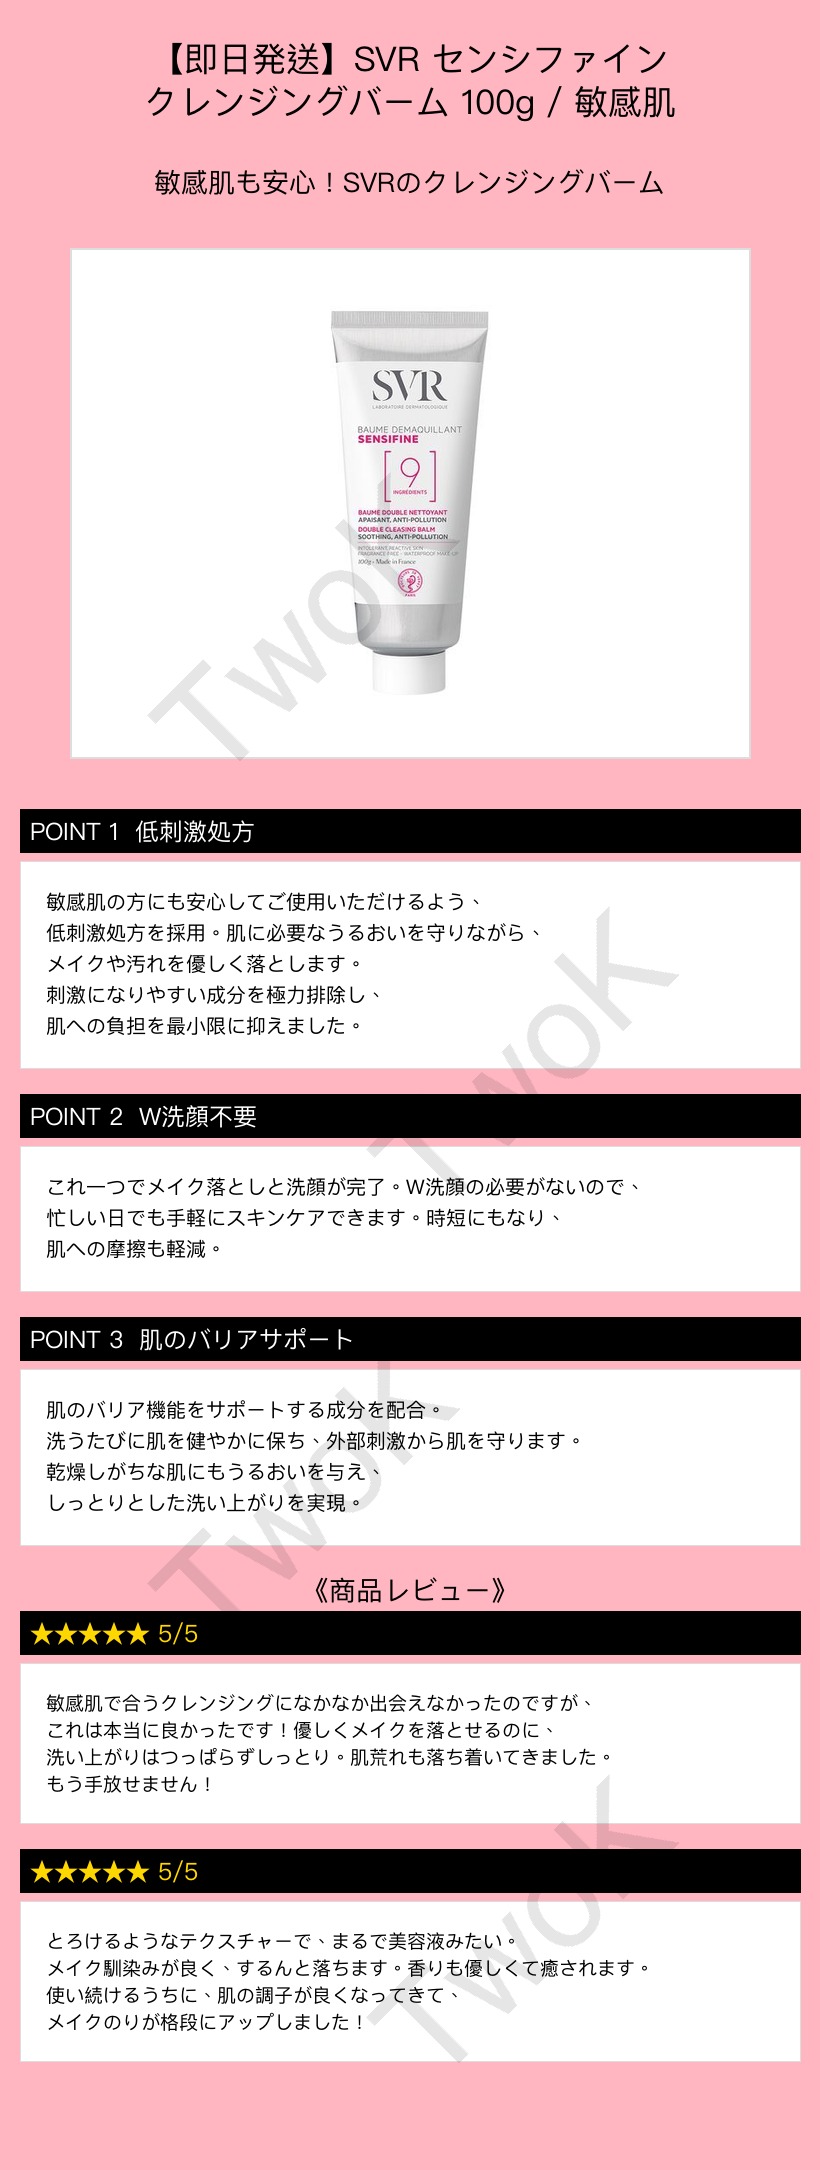 【即日発送】SVR センシファイン
クレンジングバーム 100g / 敏感肌
敏感肌も安心！SVRのクレンジングバーム
SVR
LABORATOIRE DERMATOLOGIQUE
BAUME DEMAQUILLANT
SENSIFINE
[9]
INGRÉDIENTS
BAUME DOUBLE NETTOYANT
APAISANT, ANTI-POLLUTION
DOUBLE CLEASING BALM
SOOTHING, ANTI-POLLUTION
INTOLERANT, REACTIVE SKIN
FRAGRANCE FREE - WATERPROOF MAKE-UP
100g - Made in France
PARIS
TwoK
POINT 1 低刺激処方
敏感肌の方にも安心してご使用いただけるよう、
低刺激処方を採用。肌に必要なうるおいを守りながら、
メイクや汚れを優しく落とします。
刺激になりやすい成分を極力排除し、
肌への負担を最小限に抑えました。
TwoK
POINT 2 W洗顔不要
これ一つでメイク落としと洗顔が完了。W洗顔の必要がないので、
忙しい日でも手軽にスキンケアできます。時短にもなり、
肌への摩擦も軽減。
POINT 3 肌のバリアサポート
肌のバリア機能をサポートする成分を配合。
洗うたびに肌を健やかに保ち、外部刺激から肌を守ります。
乾燥しがちな肌にもうるおいを与え、
しっとりとした洗い上がりを実現。
TwoK
《商品レビュー》
★★★★★ 5/5
敏感肌で合うクレンジングになかなか出会えなかったのですが、
これは本当に良かったです！優しくメイクを落とせるのに、
洗い上がりはつっぱらずしっとり。肌荒れも落ち着いてきました。
もう手放せません！
★★★★★ 5/5
とろけるようなテクスチャーで、まるで美容液みたい。
メイク馴染みが良く、するんと落ちます。香りも優しくて癒されます。
使い続けるうちに、肌の調子が良くなってきて、
メイクのりが格段にアップしました！
TwoK